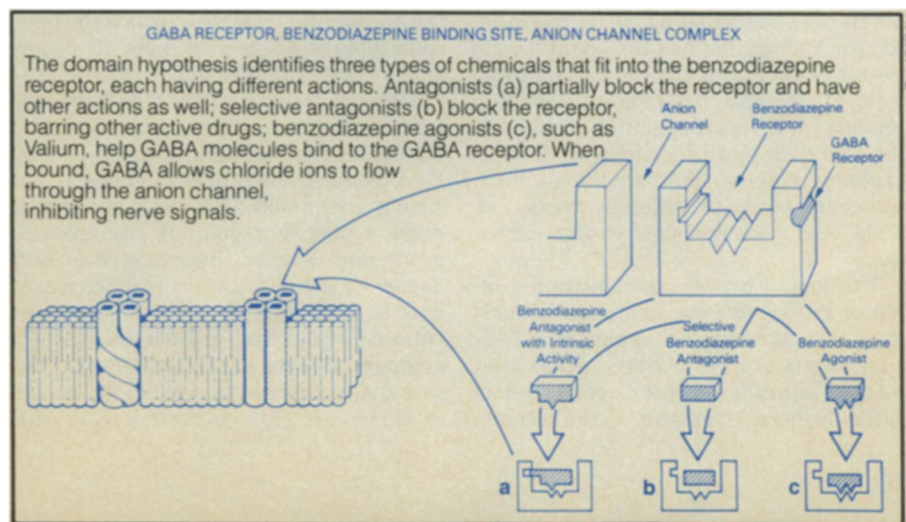 GABA RECEPTOR, BENZODIAZEPINE BINDING SITE, ANION CHANNEL COMPLEX
The domain hypothesis identifies three types of chemicals that fit into the benzodiazepine
receptor, each having different actions. Antagonists (a) partially block the receptor and have
other actions as well; selective antagonists (b) block the receptor,
barring other active drugs; benzodiazepine agonists (c), such as
Valium, help GABA molecules bind to the GABA receptor. When
bound, GABA allows chloride ions to flow
through the anion channel,
inhibiting nerve signals.
Anion
Channel
Benzodiazepine
Receptor
GABA
Receptor
Benzodiazepine
Antagonist
with Intrinsic
Activity
Selective
Benzodiazepine
Antagonist
Benzodiazepine
Agonist
a
b
c